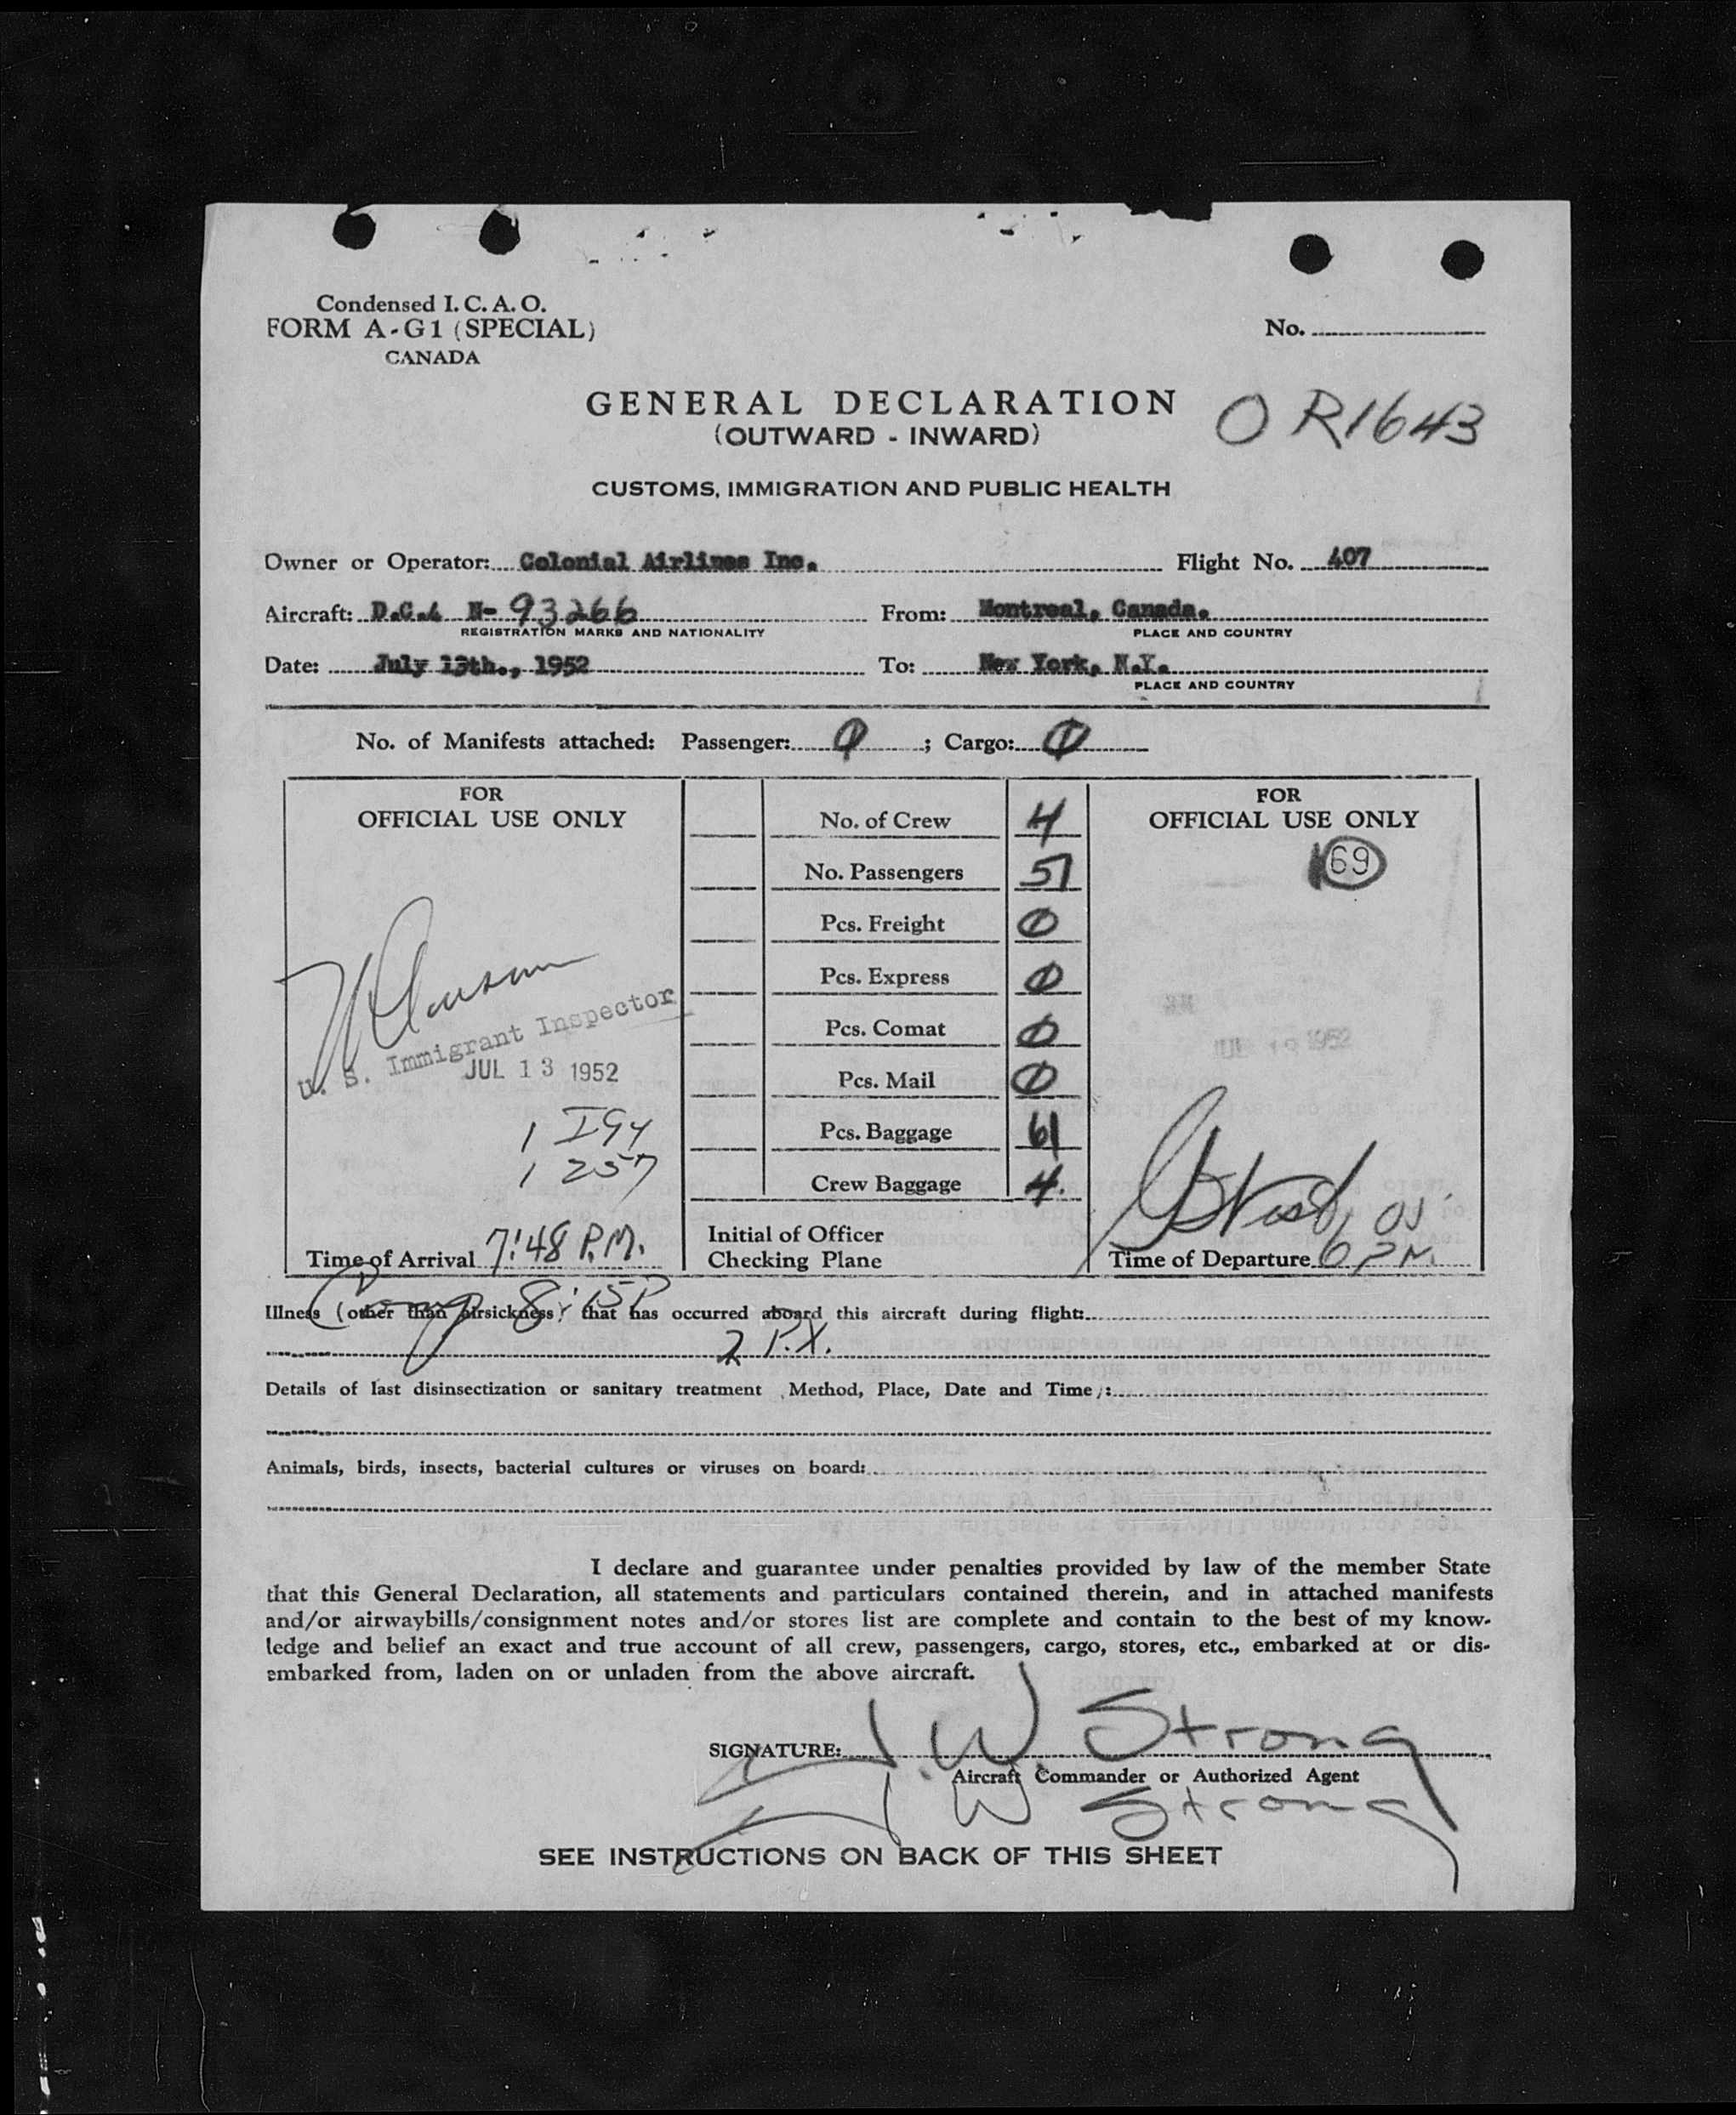 Condensed I. C. A. O.
FORM A-G1 (SPECIAL)
CANADA
No.
GENERAL DECLARATION
(OUTWARD - INWARD)
O R1643
CUSTOMS, IMMIGRATION AND PUBLIC HEALTH
Owner or Operator: Colonial Airlines Inc. Flight No. 407
Aircraft: D.C.4 N- 93266 From: Montreal, Canada.
REGISTRATION MARKS AND NATIONALITY PLACE AND COUNTRY
Date: July 13th., 1952 To: New York, N.Y.
PLACE AND COUNTRY
No. of Manifests attached: Passenger: 0 ; Cargo: 0
FOR
OFFICIAL USE ONLY
U. S. Immigrant Inspector
JUL 13 1952
1 I94
1 257
Time of Arrival 7:48 P.M.
No. of Crew 4
No. Passengers 51
Pcs. Freight 0
Pcs. Express 0
Pcs. Comat 0
Pcs. Mail 0
Pcs. Baggage 61
Crew Baggage 4.
Initial of Officer
Checking Plane
FOR
OFFICIAL USE ONLY
69
1952
Time of Departure 6 PM.
8:15P
Illness (other than airsickness) that has occurred aboard this aircraft during flight:
2 P.X.
Details of last disinsectization or sanitary treatment (Method, Place, Date and Time):
Animals, birds, insects, bacterial cultures or viruses on board:
I declare and guarantee under penalties provided by law of the member State
that this General Declaration, all statements and particulars contained therein, and in attached manifests
and/or airwaybills/consignment notes and/or stores list are complete and contain to the best of my know-
ledge and belief an exact and true account of all crew, passengers, cargo, stores, etc., embarked at or dis-
embarked from, laden on or unladen from the above aircraft.
SIGNATURE: J. W. Strong
Aircraft Commander or Authorized Agent
J W Strong
SEE INSTRUCTIONS ON BACK OF THIS SHEET